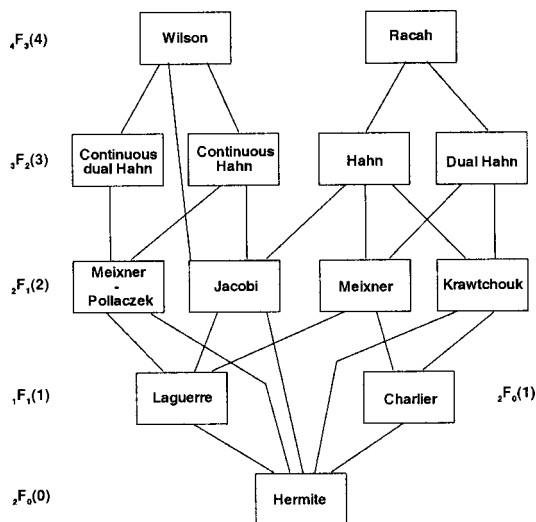 ₄F₃(4)
Wilson
Racah
₃F₂(3)
Continuous
dual Hahn
Continuous
Hahn
Hahn
Dual Hahn
₂F₁(2)
Meixner
-
Pollaczek
Jacobi
Meixner
Krawtchouk
₁F₁(1)
Laguerre
Charlier
₂F₀(1)
₂F₀(0)
Hermite